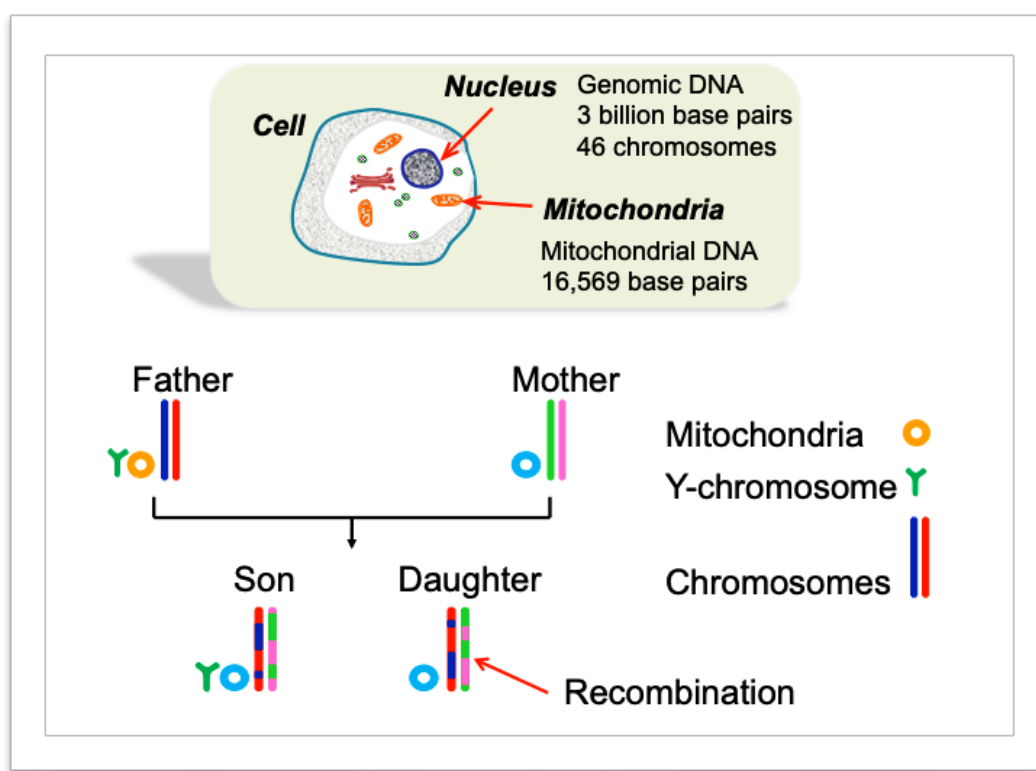 Nucleus
Genomic DNA
3 billion base pairs
46 chromosomes
Cell
Mitochondria
Mitochondrial DNA
16,569 base pairs
Father
Mother
Mitochondria
Y-chromosome
Chromosomes
Son
Daughter
Recombination